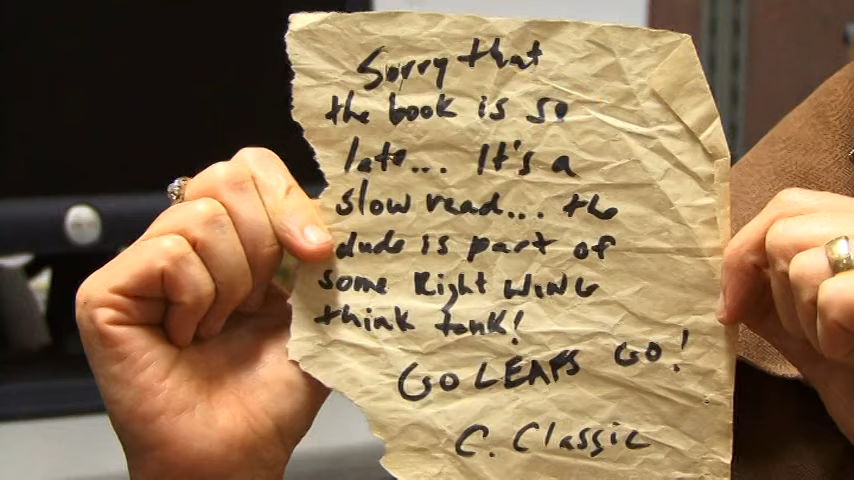 Sorry that
the book is so
late... It's a
slow read... the
dude is part of
some Right WING
think tank!
GO LEAFS GO!
C. Classic